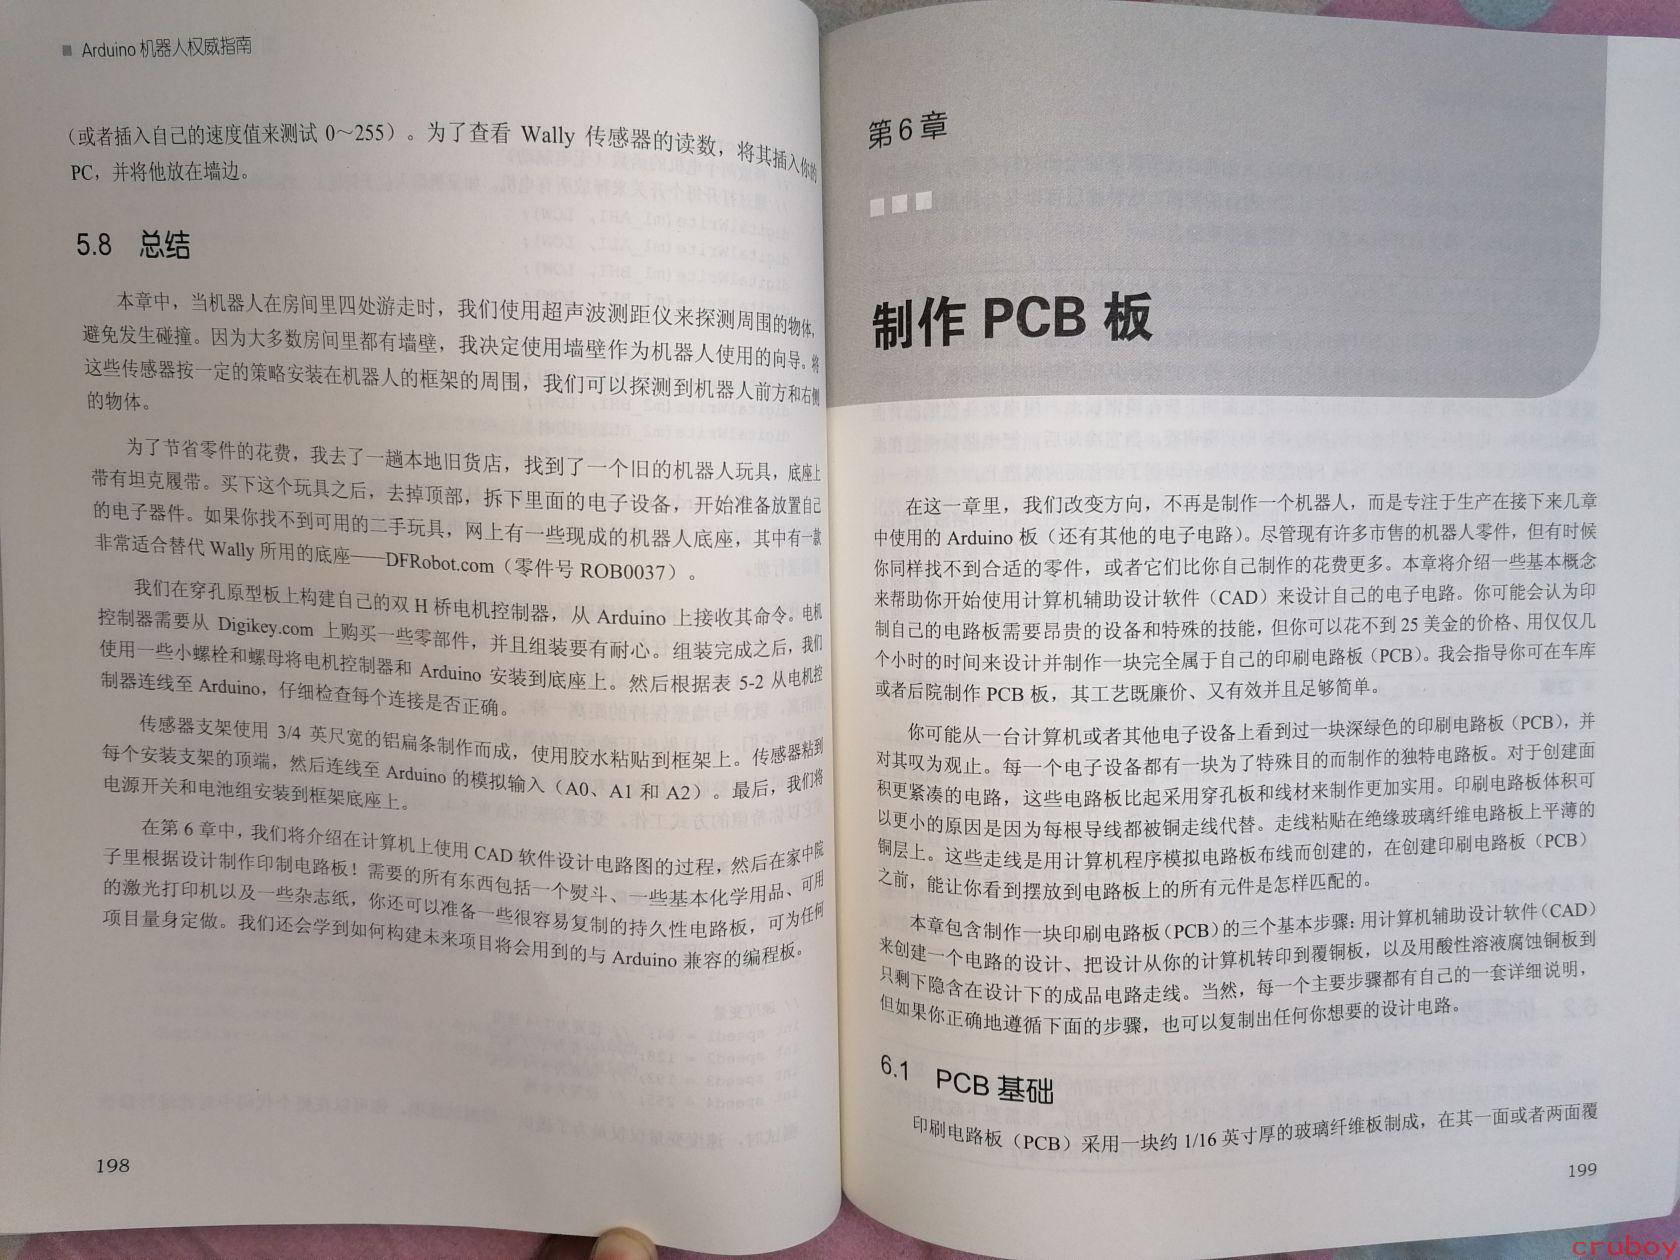 ■ Arduino 机器人权威指南
（或者插入自己的速度值来测试 0～255）。为了查看 Wally 传感器的读数，将其插入你的
PC，并将他放在墙边。
5.8 总结
本章中，当机器人在房间里四处游走时，我们使用超声波测距仪来探测周围的物体，
避免发生碰撞。因为大多数房间里都有墙壁，我决定使用墙壁作为机器人使用的向导。将
这些传感器按一定的策略安装在机器人的框架的周围，我们可以探测到机器人前方和右侧
的物体。
为了节省零件的花费，我去了一趟本地旧货店，找到了一个旧的机器人玩具，底座上
带有坦克履带。买下这个玩具之后，去掉顶部，拆下里面的电子设备，开始准备放置自己
的电子器件。如果你找不到可用的二手玩具，网上有一些现成的机器人底座，其中有一款
非常适合替代 Wally 所用的底座——DFRobot.com（零件号 ROB0037）。
我们在穿孔原型板上构建自己的双 H 桥电机控制器，从 Arduino 上接收其命令。电机
控制器需要从 Digikey.com 上购买一些零部件，并且组装要有耐心。组装完成之后，我们
使用一些小螺栓和螺母将电机控制器和 Arduino 安装到底座上。然后根据表 5-2 从电机控
制器连线至 Arduino，仔细检查每个连接是否正确。
传感器支架使用 3/4 英尺宽的铝扁条制作而成，使用胶水粘贴到框架上。传感器粘到
每个安装支架的顶端，然后连线至 Arduino 的模拟输入（A0、A1 和 A2）。最后，我们将
电源开关和电池组安装到框架底座上。
在第 6 章中，我们将介绍在计算机上使用 CAD 软件设计电路图的过程，然后在家中院
子里根据设计制作印制电路板！需要的所有东西包括一个熨斗、一些基本化学用品、可用
的激光打印机以及一些杂志纸，你还可以准备一些很容易复制的持久性电路板，可为任何
项目量身定做。我们还会学到如何构建未来项目将会用到的与 Arduino 兼容的编程板。
198
第 6 章
制作 PCB 板
在这一章里，我们改变方向，不再是制作一个机器人，而是专注于生产在接下来几章
中使用的 Arduino 板（还有其他的电子电路）。尽管现有许多市售的机器人零件，但有时候
你同样找不到合适的零件，或者它们比你自己制作的花费更多。本章将介绍一些基本概念
来帮助你开始使用计算机辅助设计软件（CAD）来设计自己的电子电路。你可能会认为印
制自己的电路板需要昂贵的设备和特殊的技能，但你可以花不到 25 美金的价格、用仅仅几
个小时的时间来设计并制作一块完全属于自己的印刷电路板（PCB）。我会指导你可在车库
或者后院制作 PCB 板，其工艺既廉价、又有效并且足够简单。
你可能从一台计算机或者其他电子设备上看到过一块深绿色的印刷电路板（PCB），并
对其叹为观止。每一个电子设备都有一块为了特殊目的而制作的独特电路板。对于创建面
积更紧凑的电路，这些电路板比起采用穿孔板和线材来制作更加实用。印刷电路板体积可
以更小的原因是因为每根导线都被铜走线代替。走线粘贴在绝缘玻璃纤维电路板上平薄的
铜层上。这些走线是用计算机程序模拟电路板布线而创建的，在创建印刷电路板（PCB）
之前，能让你看到摆放到电路板上的所有元件是怎样匹配的。
本章包含制作一块印刷电路板（PCB）的三个基本步骤：用计算机辅助设计软件（CAD）
来创建一个电路的设计、把设计从你的计算机转印到覆铜板，以及用酸性溶液腐蚀铜板到
只剩下隐含在设计下的成品电路走线。当然，每一个主要步骤都有自己的一套详细说明，
但如果你正确地遵循下面的步骤，也可以复制出任何你想要的设计电路。
6.1 PCB 基础
印刷电路板（PCB）采用一块约 1/16 英寸厚的玻璃纤维板制成，在其一面或者两面覆
199
cruboy